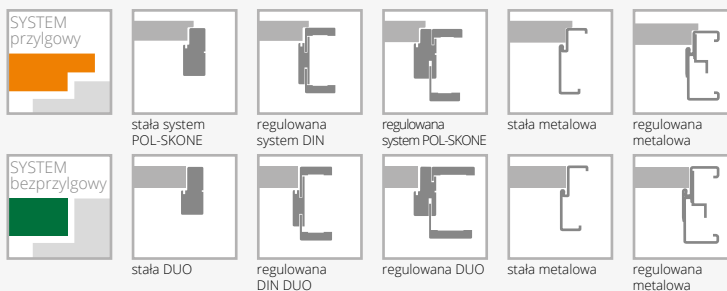 SYSTEM
przylgowy
stała system
POL-SKONE
regulowana
system DIN
regulowana
system POL-SKONE
stała metalowa
regulowana
metalowa
SYSTEM
bezprzylgowy
stała DUO
regulowana
DIN DUO
regulowana DUO
stała metalowa
regulowana
metalowa